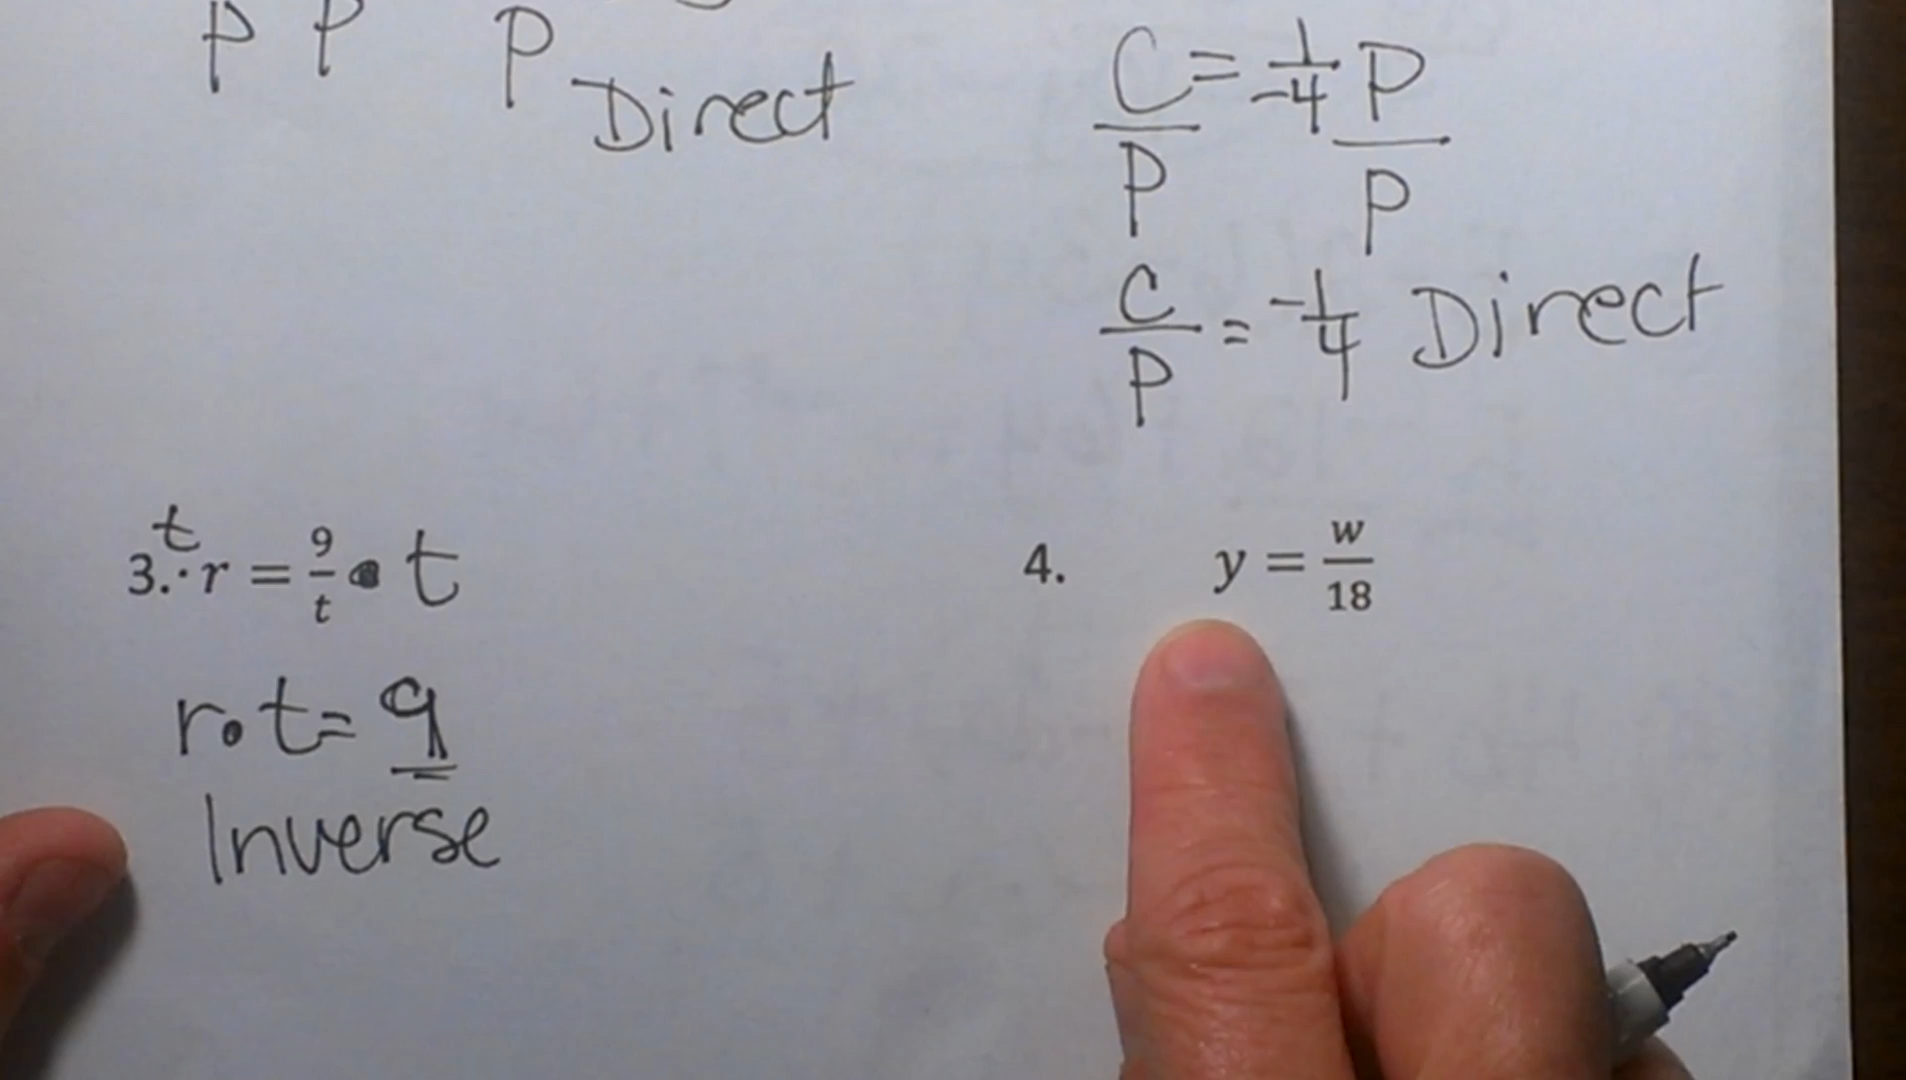 P P P Direct
C = 1/-4 P
P P
C/P = -1/4 Direct
3. t · r = 9/t • t
r • t = 9
Inverse
4. y = w/18